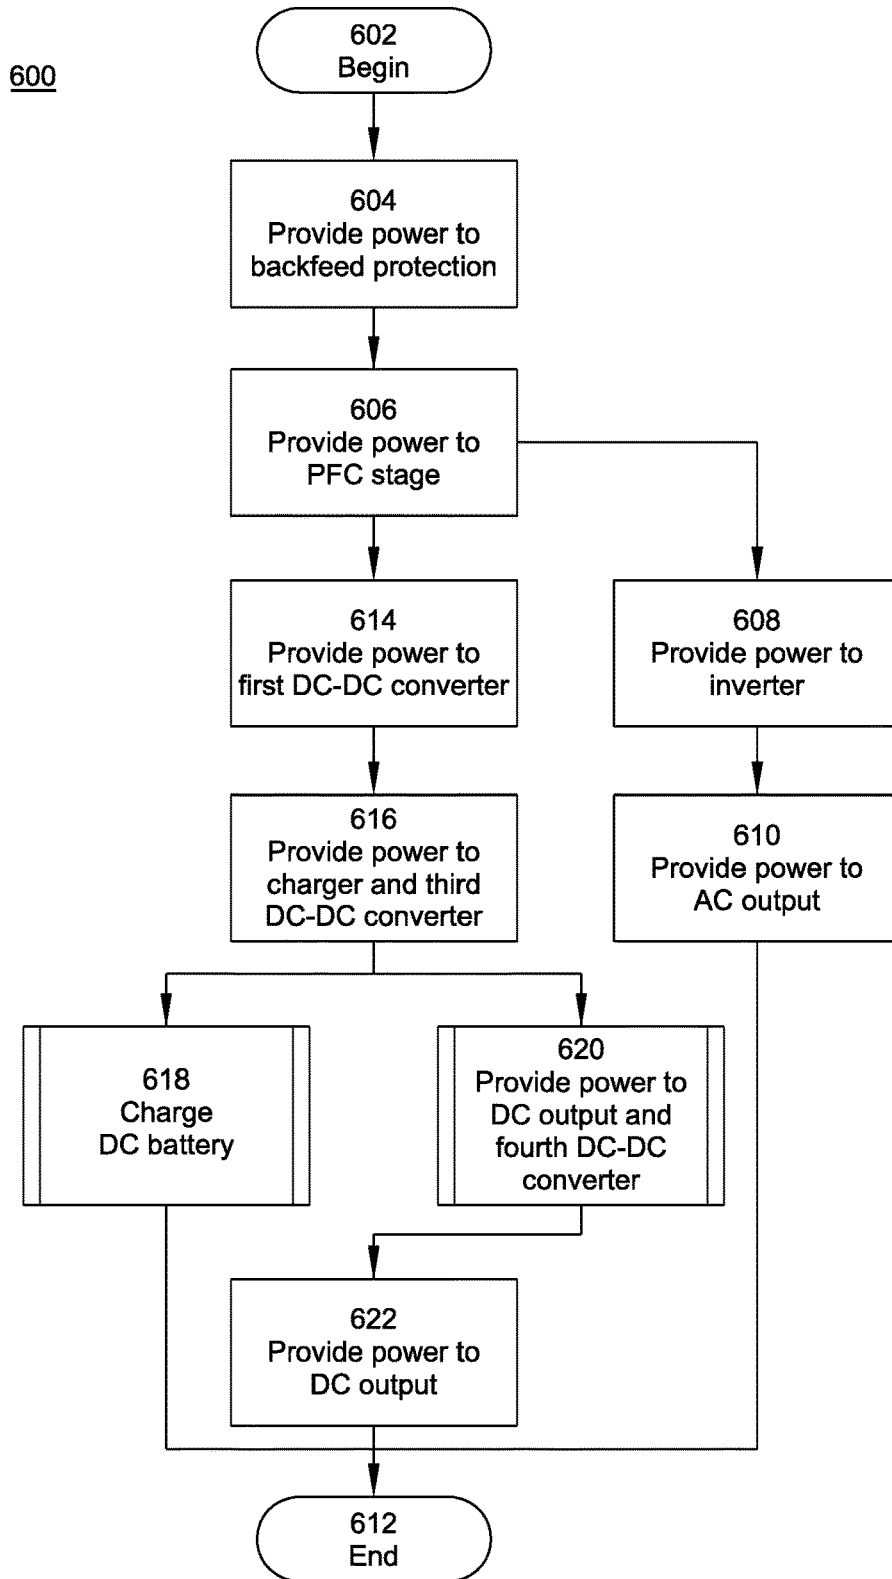 600
602
Begin
604
Provide power to
backfeed protection
606
Provide power to
PFC stage
614
Provide power to
first DC-DC converter
608
Provide power to
inverter
616
Provide power to
charger and third
DC-DC converter
610
Provide power to
AC output
618
Charge
DC battery
620
Provide power to
DC output and
fourth DC-DC
converter
622
Provide power to
DC output
612
End